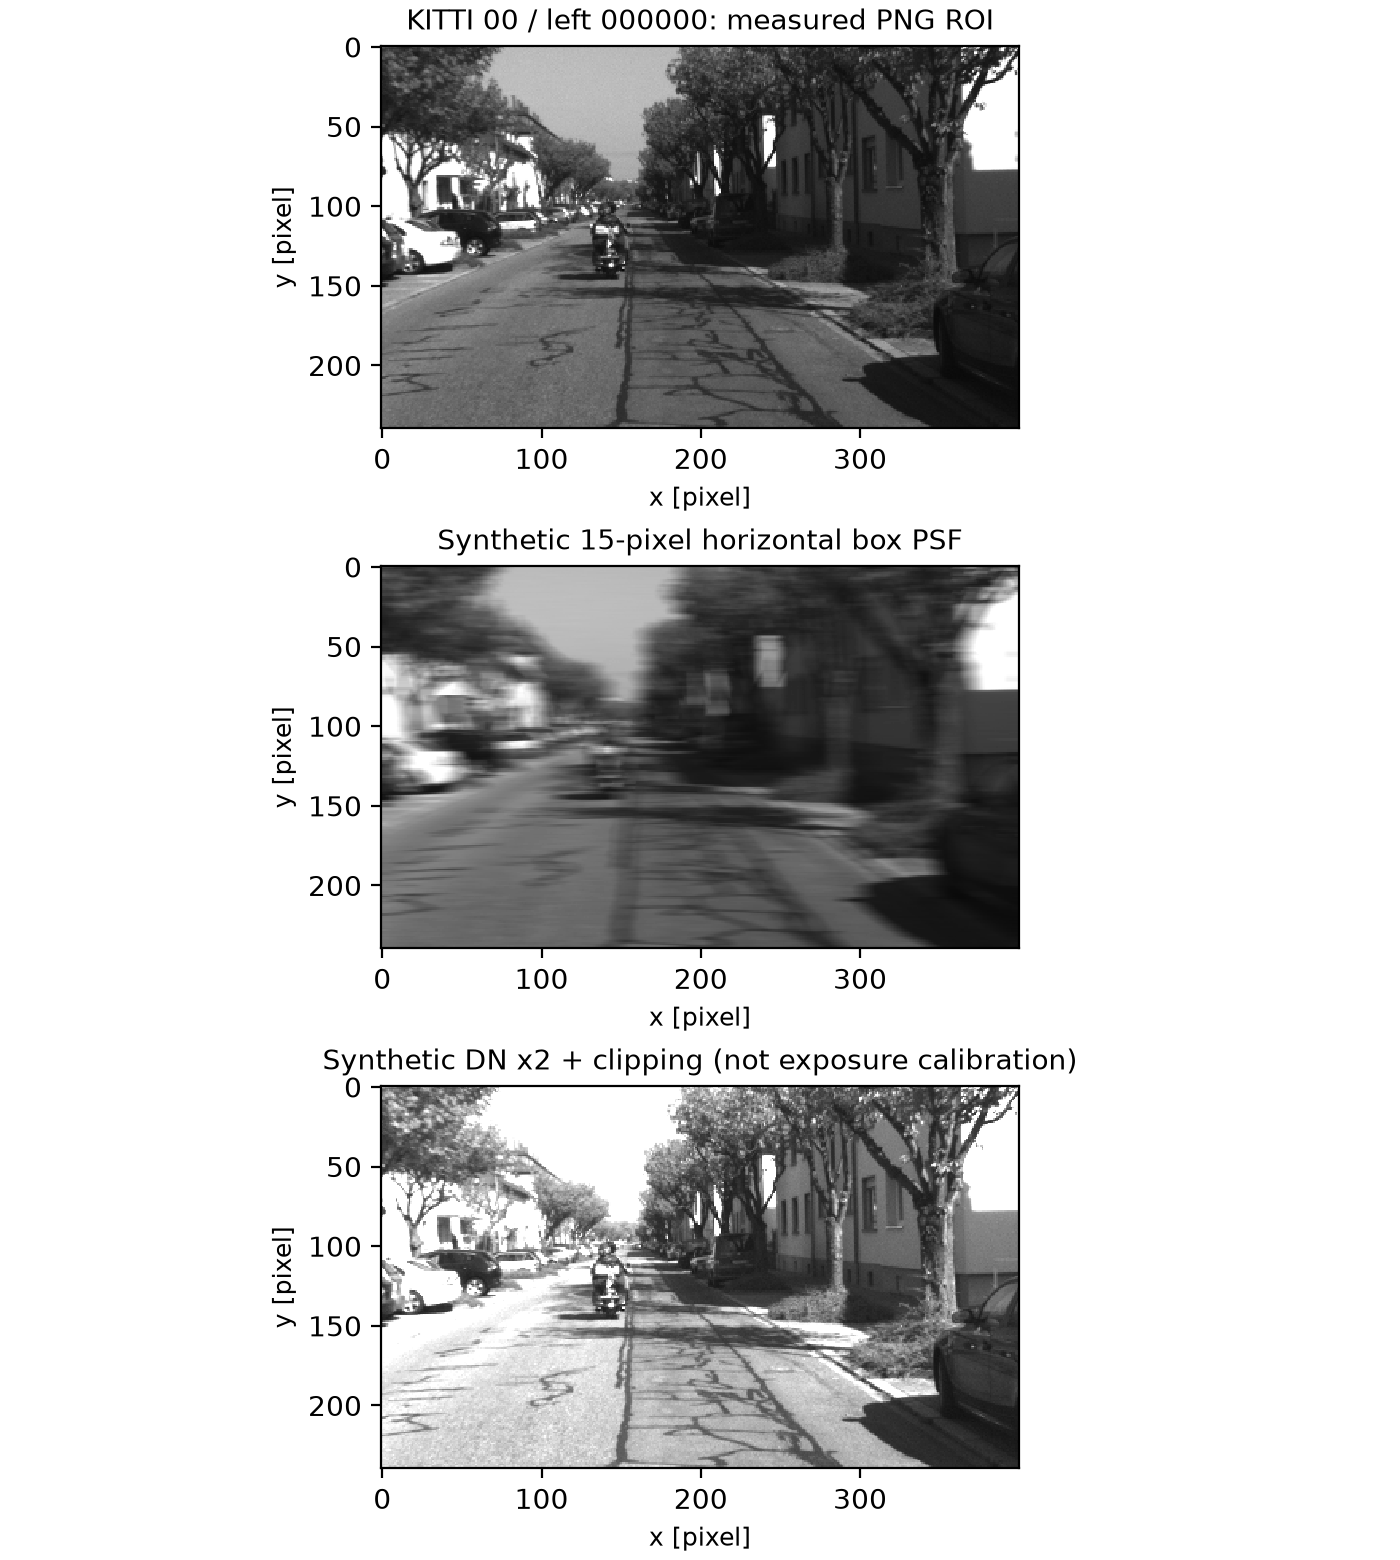 KITTI 00 / left 000000: measured PNG ROI
0
50
100
150
200
y [pixel]
0 100 200 300
x [pixel]
Synthetic 15-pixel horizontal box PSF
0
50
100
150
200
y [pixel]
0 100 200 300
x [pixel]
Synthetic DN x2 + clipping (not exposure calibration)
0
50
100
150
200
y [pixel]
0 100 200 300
x [pixel]